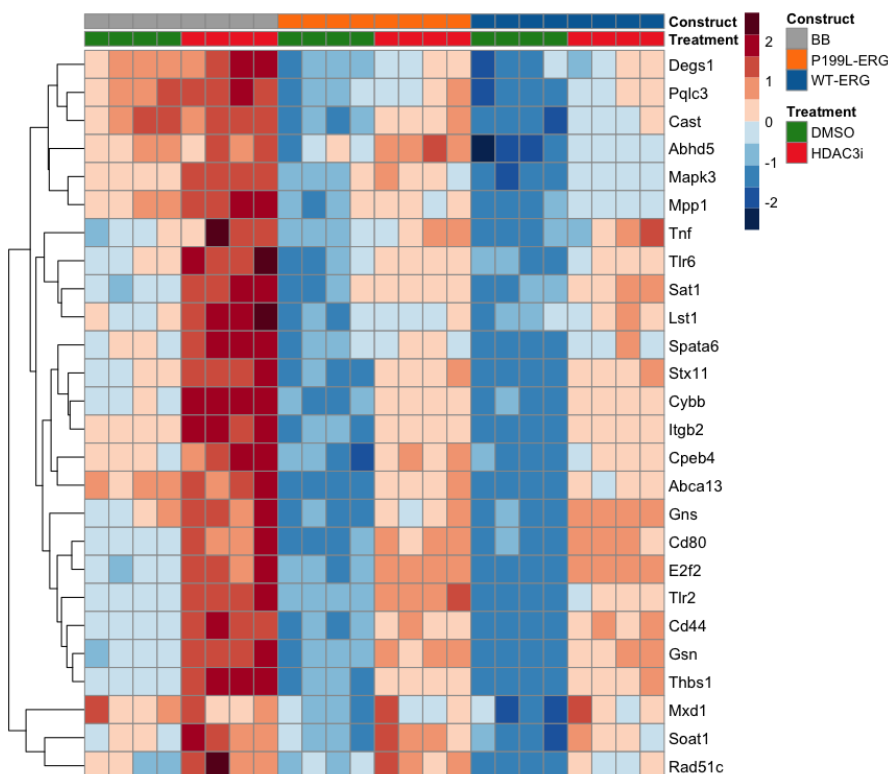 Construct
Treatment
Degs1
Pqlc3
Cast
Abhd5
Mapk3
Mpp1
Tnf
Tlr6
Sat1
Lst1
Spata6
Stx11
Cybb
Itgb2
Cpeb4
Abca13
Gns
Cd80
E2f2
Tlr2
Cd44
Gsn
Thbs1
Mxd1
Soat1
Rad51c
2
1
0
-1
-2
Construct
BB
P199L-ERG
WT-ERG
Treatment
DMSO
HDAC3i